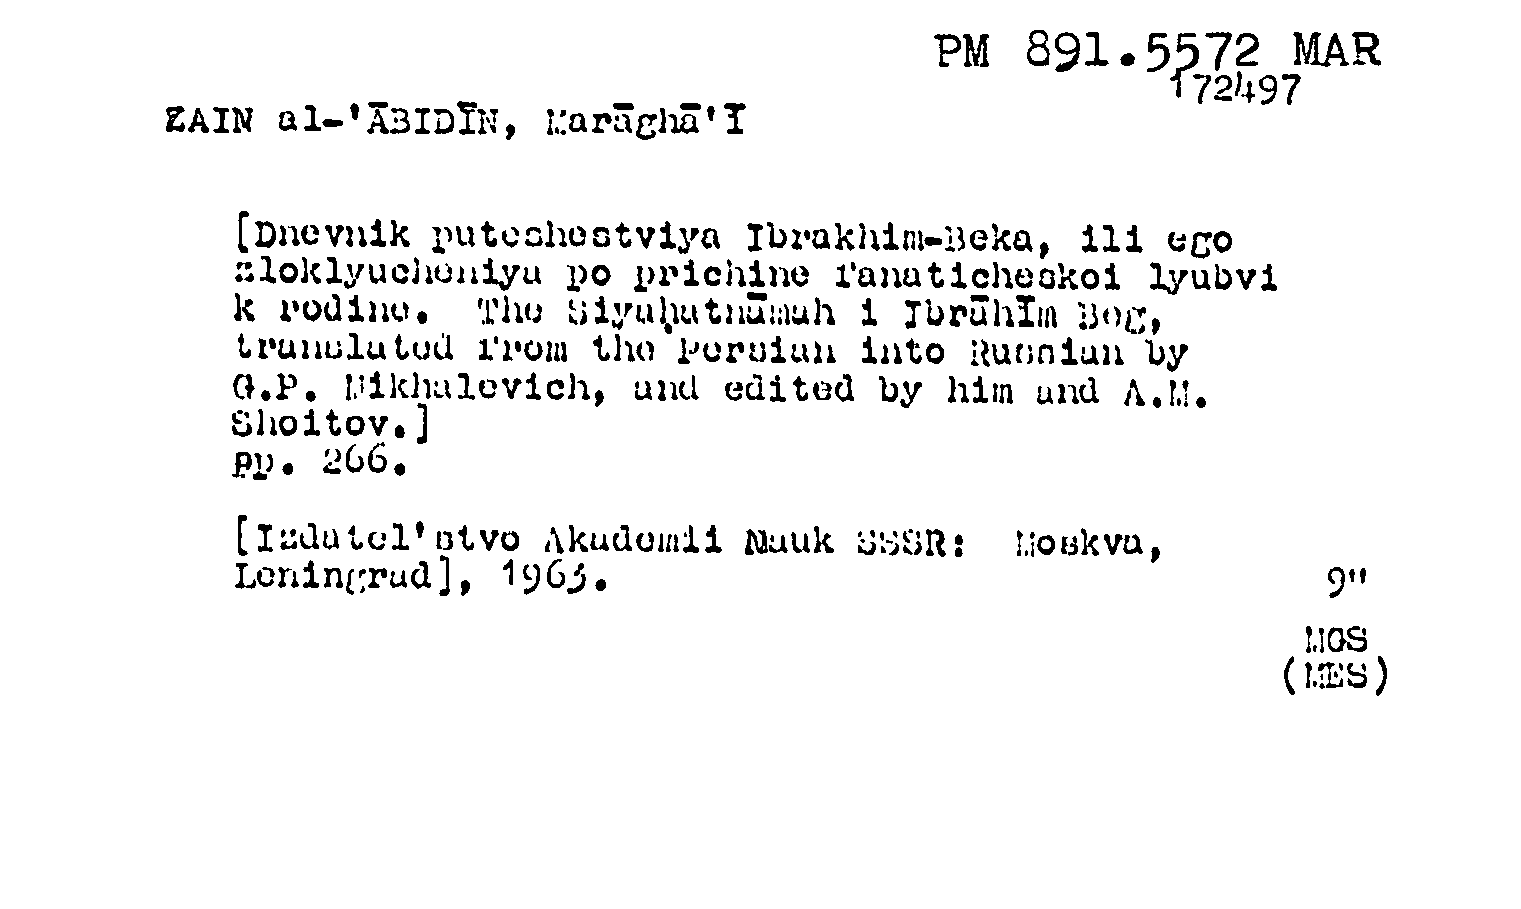 PM 891.5572 MAR
172497
ZAIN al-'ĀBIDĪN, Marāghā'ī
[Dnevnik puteshestviya Ibrakhim-Beka, ili ego
zloklyucheniya po prichine fanaticheskoi lyubvi
k rodine. The Siyaḥatnāmah i Ibrāhīm Beg,
translated from the Persian into Russian by
G.P. Mikhalevich, and edited by him and A.M.
Shoitov.]
pp. 266.
[Izdatel'stvo Akademii Nauk SSSR: Moskva,
Leningrad], 1963.
9"
MOS
(MES)